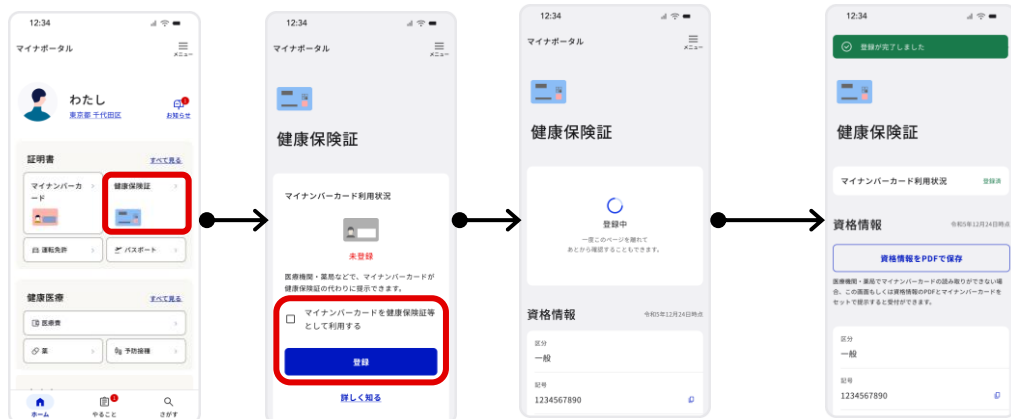 12:34
マイナポータル
メニュー
わたし
東京都 千代田区
お知らせ
証明書
すべて見る
マイナンバーカ
ード
健康保険証
運転免許
パスポート
健康医療
すべて見る
医療費
薬
予防接種
ホーム
やること
さがす
12:34
マイナポータル
メニュー
健康保険証
マイナンバーカード利用状況
未登録
医療機関・薬局などで、マイナンバーカードが
健康保険証の代わりに提示できます。
マイナンバーカードを健康保険証等
として利用する
登録
詳しく知る
12:34
マイナポータル
メニュー
健康保険証
登録中
一度このページを離れて
あとから確認することもできます。
資格情報
令和5年12月24日時点
区分
一般
記号
1234567890
12:34
登録が完了しました
健康保険証
マイナンバーカード利用状況
登録済
資格情報
令和5年12月24日時点
資格情報をPDFで保存
医療機関・薬局でマイナンバーカードの読み取りができない場
合、この画面もしくは資格情報のPDFとマイナンバーカードを
セットで提示すると受付ができます。
区分
一般
記号
1234567890